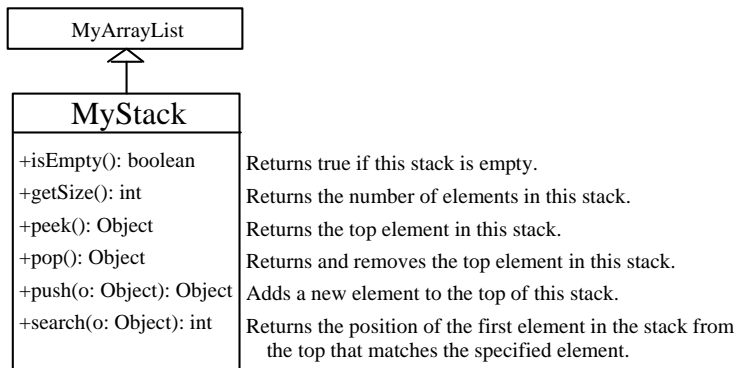 MyArrayList
MyStack
+isEmpty(): boolean Returns true if this stack is empty.
+getSize(): int Returns the number of elements in this stack.
+peek(): Object Returns the top element in this stack.
+pop(): Object Returns and removes the top element in this stack.
+push(o: Object): Object Adds a new element to the top of this stack.
+search(o: Object): int Returns the position of the first element in the stack from
the top that matches the specified element.